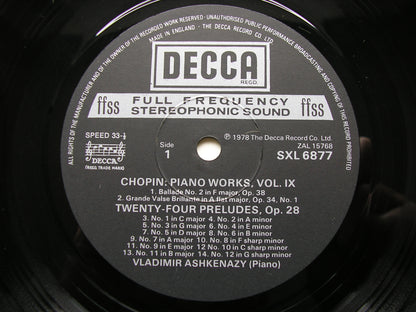 ALL RIGHTS OF THE MANUFACTURER AND OF THE OWNER OF THE RECORDED WORK RESERVED · UNAUTHORISED PUBLIC PERFORMANCE BROADCASTING AND COPYING OF THIS RECORD PROHIBITED
MADE IN ENGLAND · THE DECCA RECORD CO. LTD.
DECCA
REGD.
ffss FULL FREQUENCY ffss
STEREOPHONIC SOUND
SPEED 33-⅓
℗ 1978 The Decca Record Co. Ltd.
ZAL 15768
DECCA
(REGD. TRADE MARK)
Side
1
SXL 6877
CHOPIN: PIANO WORKS, VOL. IX
1. Ballade No. 2 in F major, Op. 38
2. Grande Valse Brillante in A flat major, Op. 34, No. 1
TWENTY-FOUR PRELUDES, Op. 28
3. No. 1 in C major 4. No. 2 in A minor
5. No. 3 in G major 6. No. 4 in E minor
7. No. 5 in D major 8. No. 6 in B minor
9. No. 7 in A major 10. No. 8 in F sharp minor
11. No. 9 in E major 12. No. 10 in C sharp minor
13. No. 11 in B major 14. No. 12 in G sharp minor
VLADIMIR ASHKENAZY (Piano)